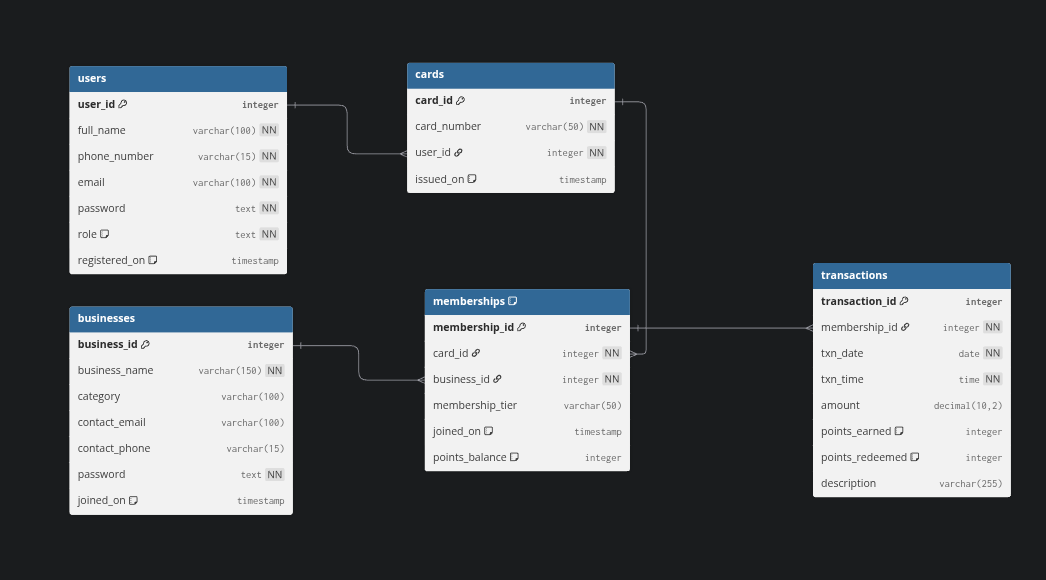 users
user_id integer
full_name varchar(100) NN
phone_number varchar(15) NN
email varchar(100) NN
password text NN
role text NN
registered_on timestamp
cards
card_id integer
card_number varchar(50) NN
user_id integer NN
issued_on timestamp
businesses
business_id integer
business_name varchar(150) NN
category varchar(100)
contact_email varchar(100)
contact_phone varchar(15)
password text NN
joined_on timestamp
memberships
membership_id integer
card_id integer NN
business_id integer NN
membership_tier varchar(50)
joined_on timestamp
points_balance integer
transactions
transaction_id integer
membership_id integer NN
txn_date date NN
txn_time time NN
amount decimal(10,2)
points_earned integer
points_redeemed integer
description varchar(255)